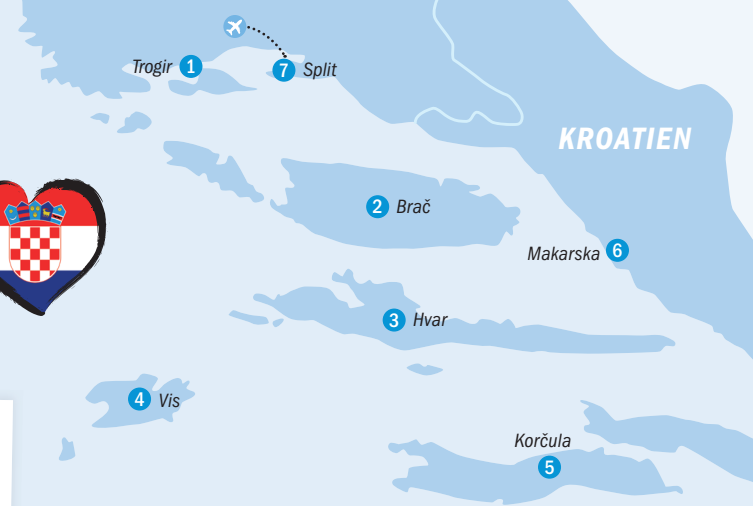 Trogir 1
7 Split
KROATIEN
2 Brač
Makarska 6
3 Hvar
4 Vis
Korčula
5